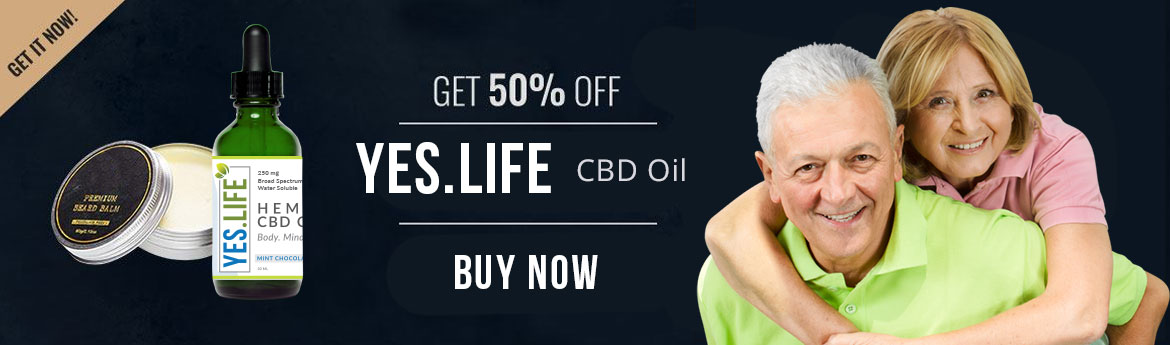 GET IT NOW!
PREMIUM
BEARD BALM
YES.LIFE
250 mg
Broad Spectrum
Water Soluble
HEM
CBD
Body. Mind
MINT CHOCOLA
GET 50% OFF
YES.LIFE CBD Oil
BUY NOW